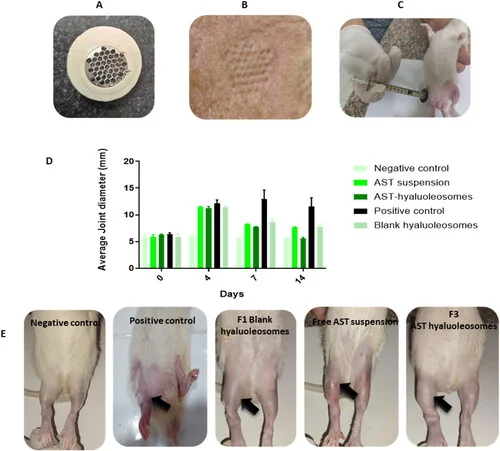 A
B
C
D
Average Joint diameter (mm)
20
15
10
5
0
4
7
14
Days
Negative control
AST suspension
AST-hyaluoleosomes
Positive control
Blank hyaluoleosomes
E
Negative control
Positive control
F1 Blank
hyaluoleosomes
Free AST suspension
F3
AST hyaluoleosomes